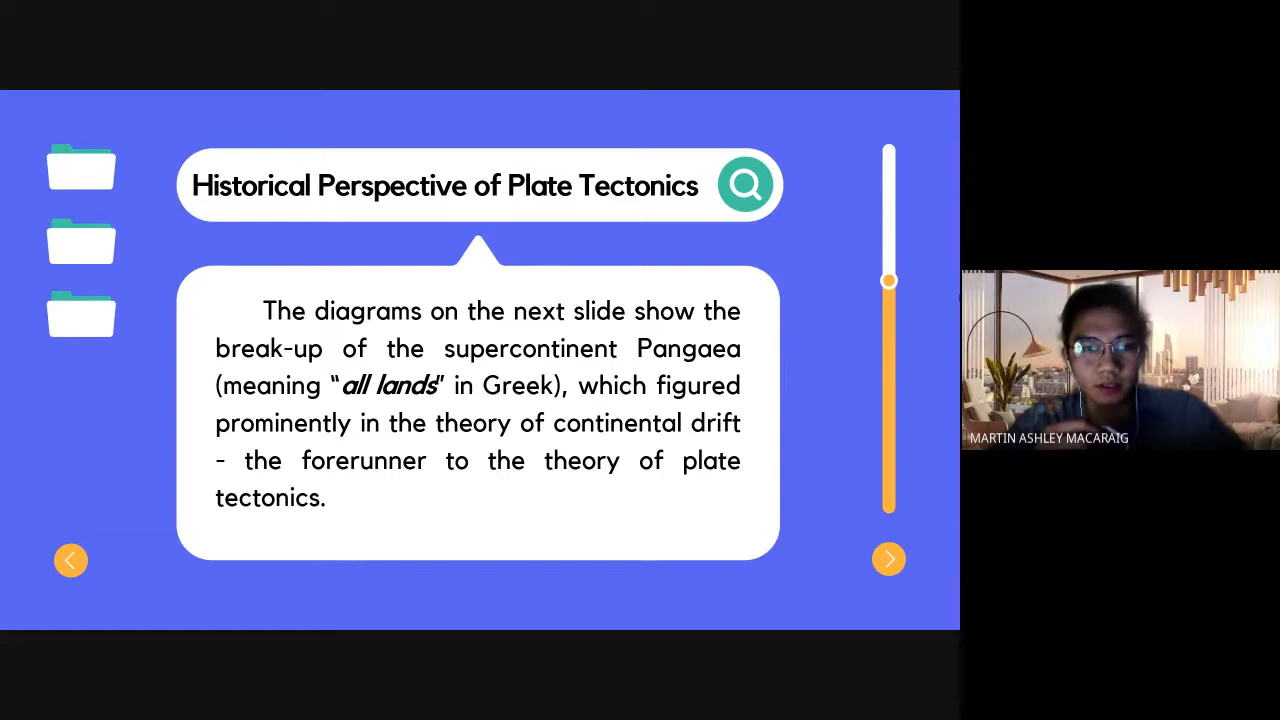 Historical Perspective of Plate Tectonics
The diagrams on the next slide show the
break-up of the supercontinent Pangaea
(meaning “all lands” in Greek), which figured
prominently in the theory of continental drift
- the forerunner to the theory of plate
tectonics.
MARTIN ASHLEY MACARAIG